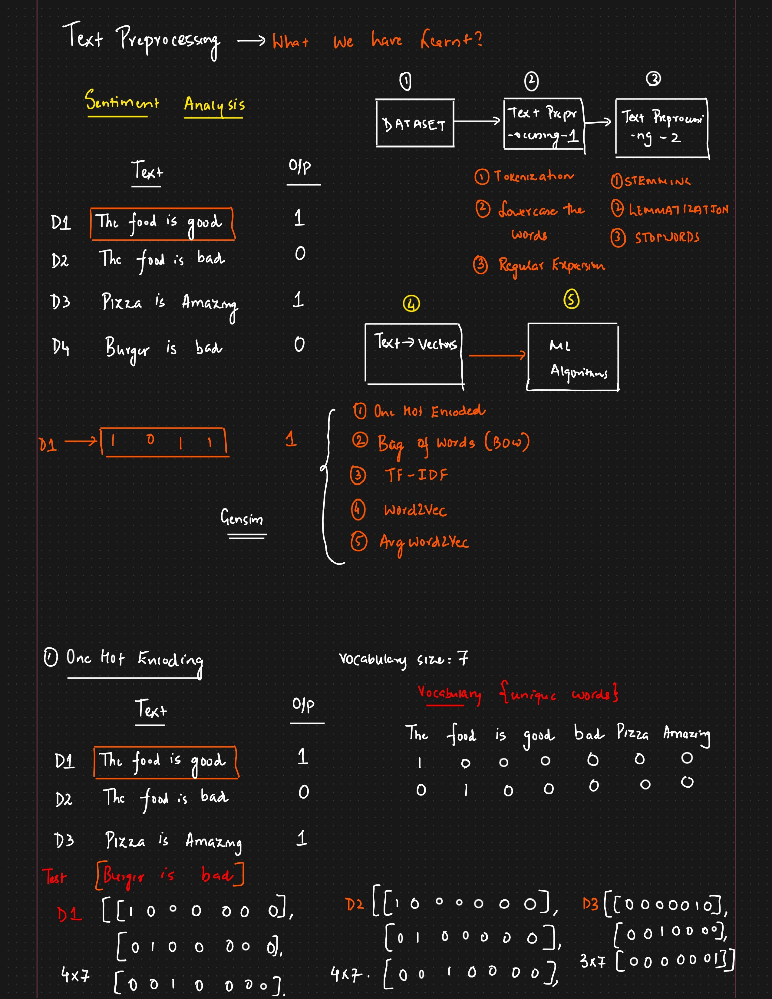 Text Preprocessing → What we have learnt?
Sentiment Analysis
① ② ③
DATASET → Text Prepr → Text Preprocessi
-ocessing-1 -ng - 2
Text O/p
D1 The food is good 1
D2 The food is bad 0
D3 Pizza is Amazing 1
D4 Burger is bad 0
① Tokenization
② Lowercase the
words
③ Regular Expression
① STEMMING
② LEMMATIZATION
③ STOPWORDS
④ ⑤
Text → Vectors → ML
Algorithms
D1 → 1 0 1 1 1
① One Hot Encoded
② Bag of Words (BOW)
③ TF-IDF
④ Word2Vec
⑤ AvgWord2Vec
Gensim
① One Hot Encoding
Text O/p
D1 The food is good 1
D2 The food is bad 0
D3 Pizza is Amazing 1
Test [Burger is bad]
Vocabulary size = 7
Vocabulary {unique words}
The food is good bad Pizza Amazing
1 0 0 0 0 0 0
0 1 0 0 0 0 0
D1 [[1 0 0 0 0 0 0],
[0 1 0 0 0 0 0],
4x7 [0 0 1 0 0 0 0],
D2 [[1 0 0 0 0 0 0],
[0 1 0 0 0 0 0],
4x7. [0 0 1 0 0 0 0],
D3 [[0 0 0 0 0 1 0],
[0 0 1 0 0 0 0],
3x7 [0 0 0 0 0 0 1]]